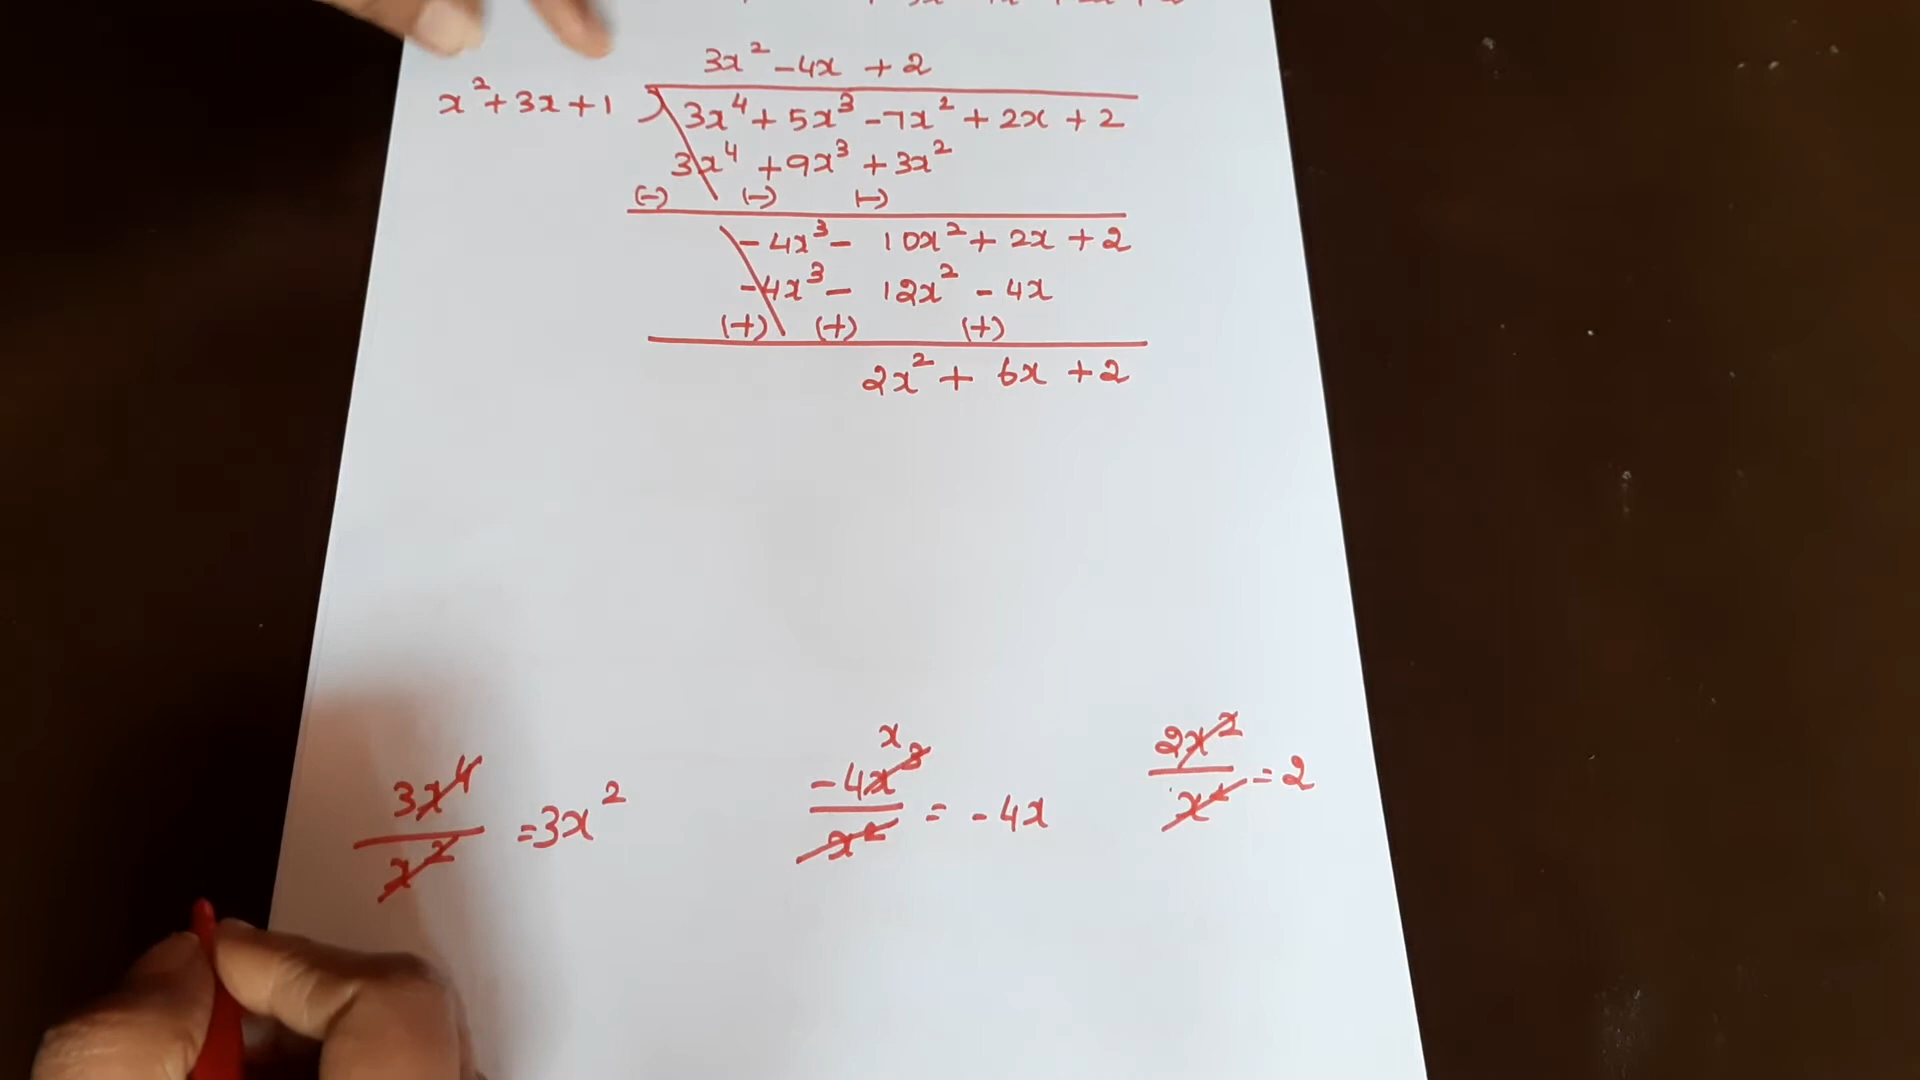 3x² - 4x + 2
x² + 3x + 1 ) 3x⁴ + 5x³ - 7x² + 2x + 2
3x⁴ + 9x³ + 3x²
(-) (-) (-)
- 4x³ - 10x² + 2x + 2
- 4x³ - 12x² - 4x
(+) (+) (+)
2x² + 6x + 2
3x⁴ / x² = 3x²
x
-4x³ / x² = -4x
2x² / x² = 2